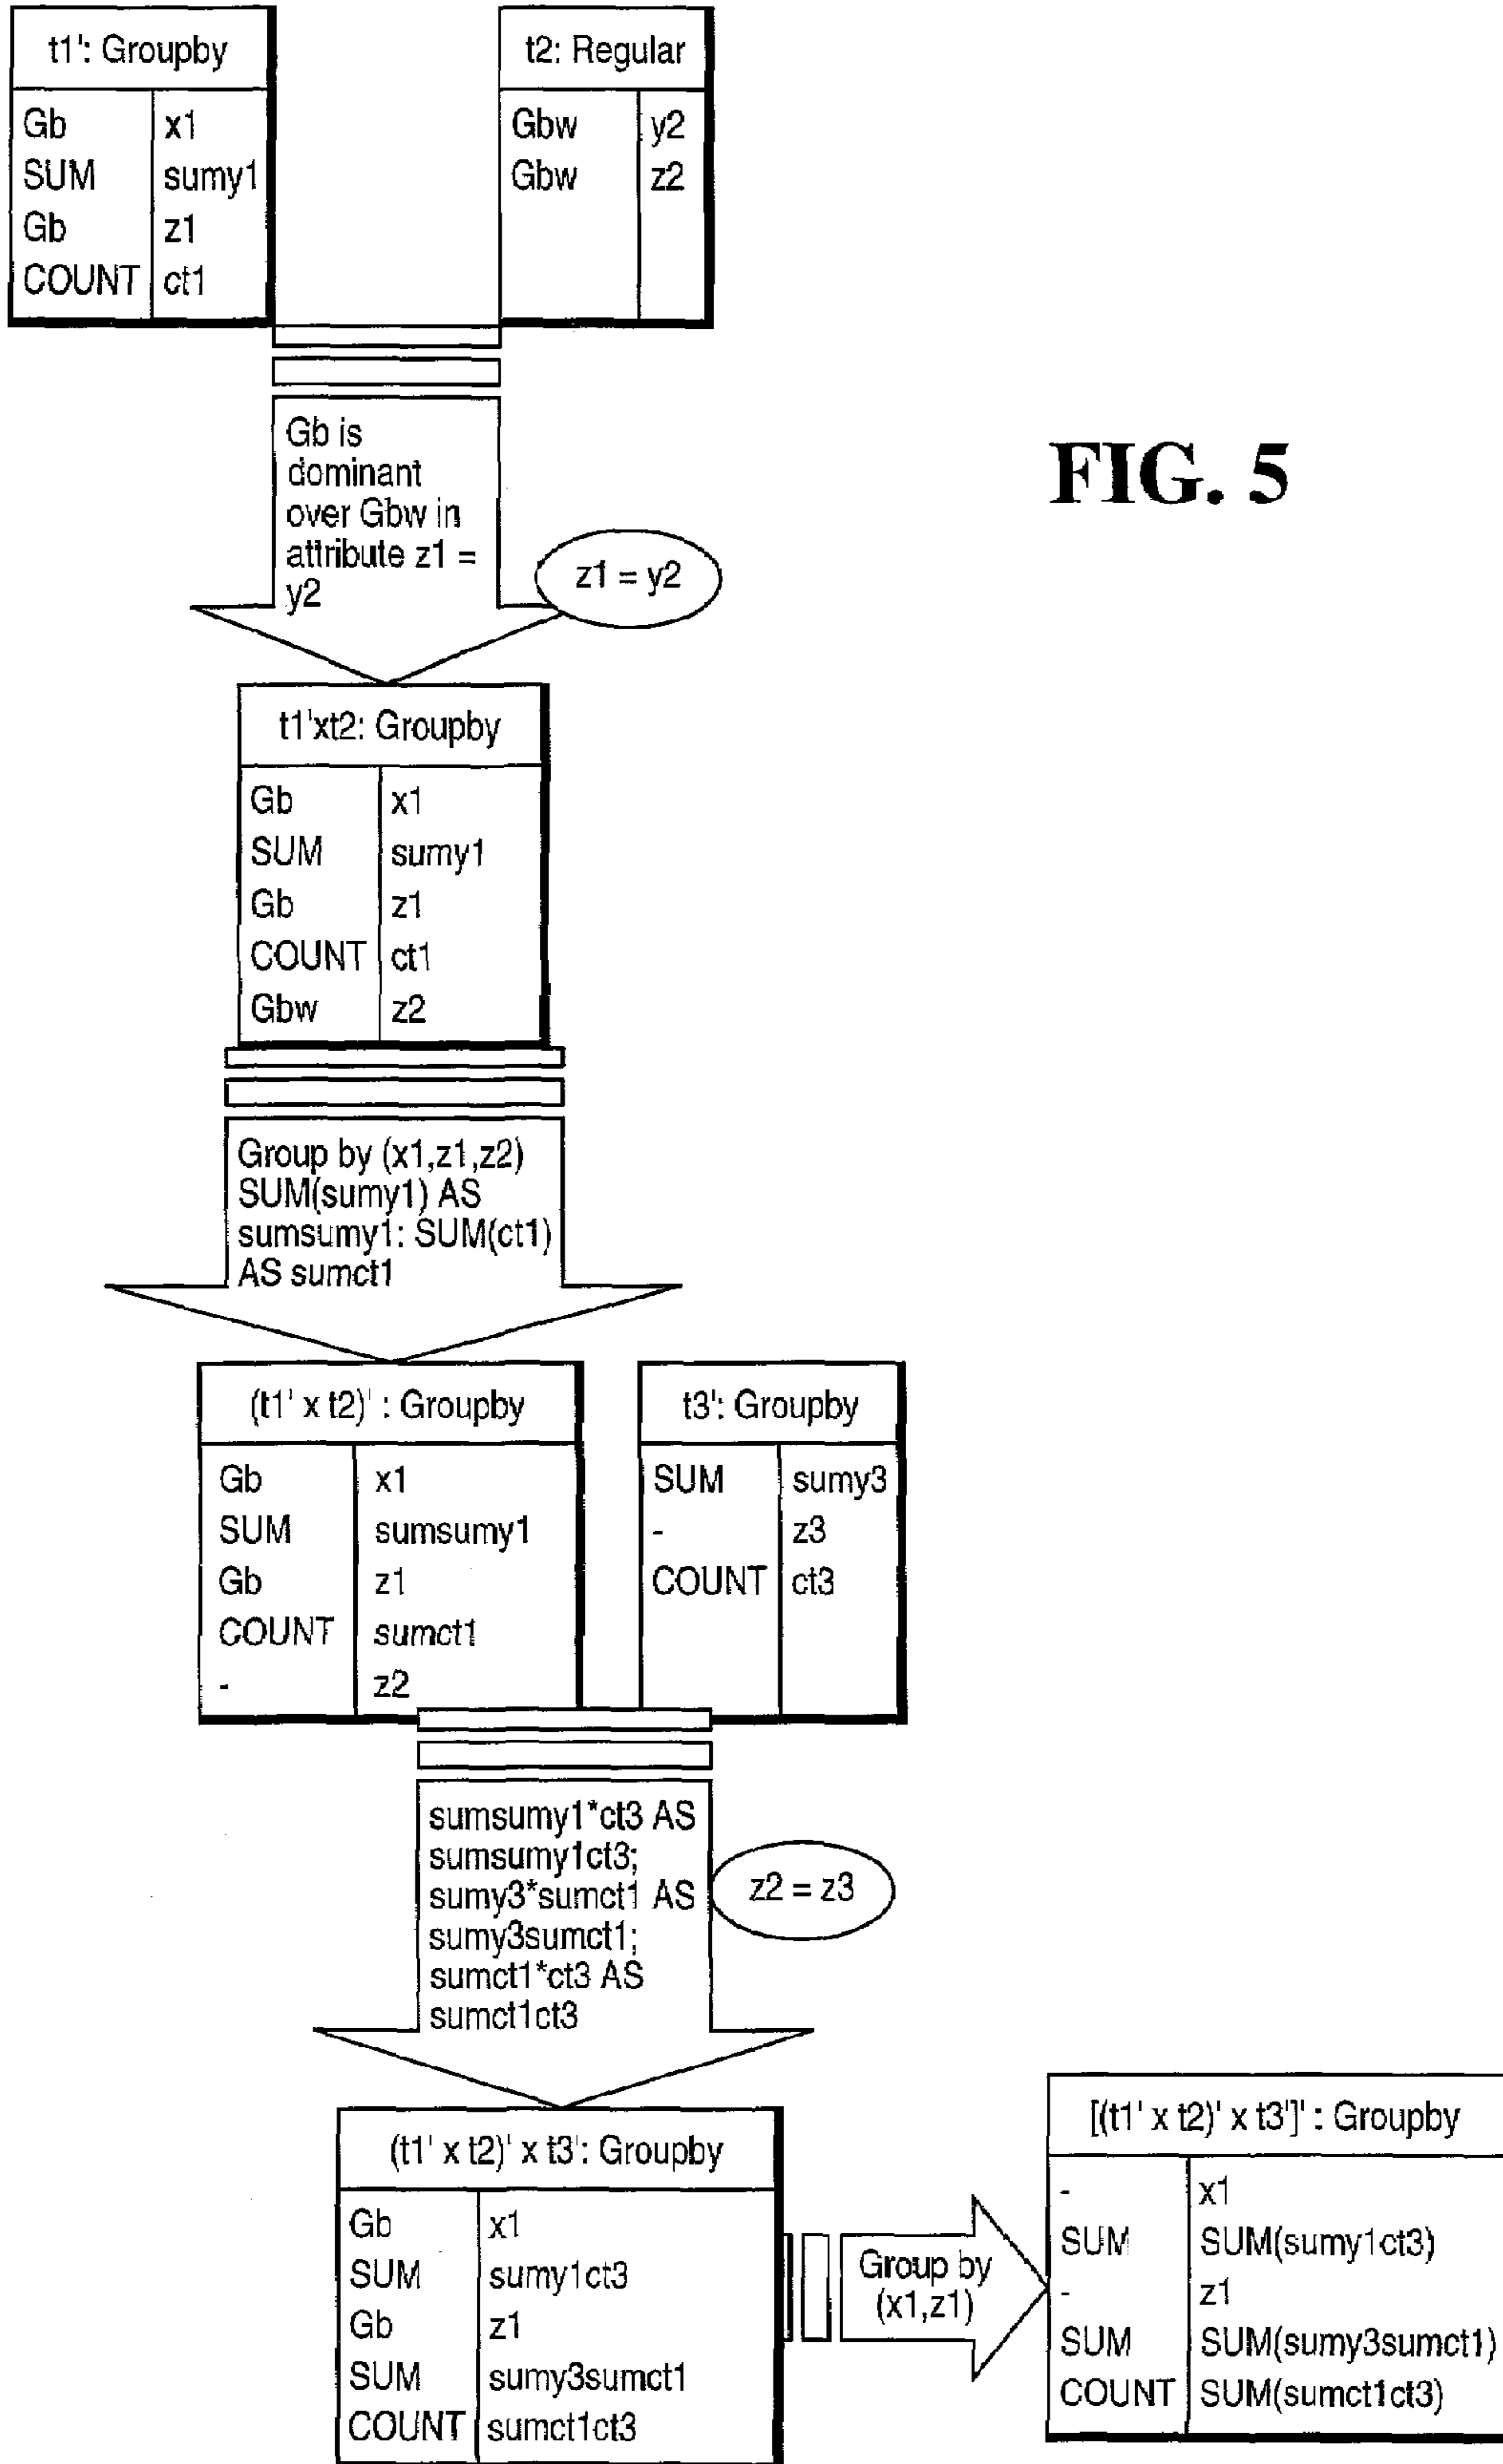 t1': Groupby
Gb x1
SUM sumy1
Gb z1
COUNT ct1
t2: Regular
Gbw y2
Gbw z2
Gb is
dominant
over Gbw in
attribute z1 =
y2
z1 = y2
FIG. 5
t1'xt2: Groupby
Gb x1
SUM sumy1
Gb z1
COUNT ct1
Gbw z2
Group by (x1,z1,z2)
SUM(sumy1) AS
sumsumy1: SUM(ct1)
AS sumct1
(t1' x t2)' : Groupby
Gb x1
SUM sumsumy1
Gb z1
COUNT sumct1
- z2
t3': Groupby
SUM sumy3
- z3
COUNT ct3
sumsumy1*ct3 AS
sumsumy1ct3;
sumy3*sumct1 AS
sumy3sumct1;
sumct1*ct3 AS
sumct1ct3
z2 = z3
(t1' x t2)' x t3': Groupby
Gb x1
SUM sumy1ct3
Gb z1
SUM sumy3sumct1
COUNT sumct1ct3
Group by
(x1,z1)
[(t1' x t2)' x t3']' : Groupby
- x1
SUM SUM(sumy1ct3)
- z1
SUM SUM(sumy3sumct1)
COUNT SUM(sumct1ct3)